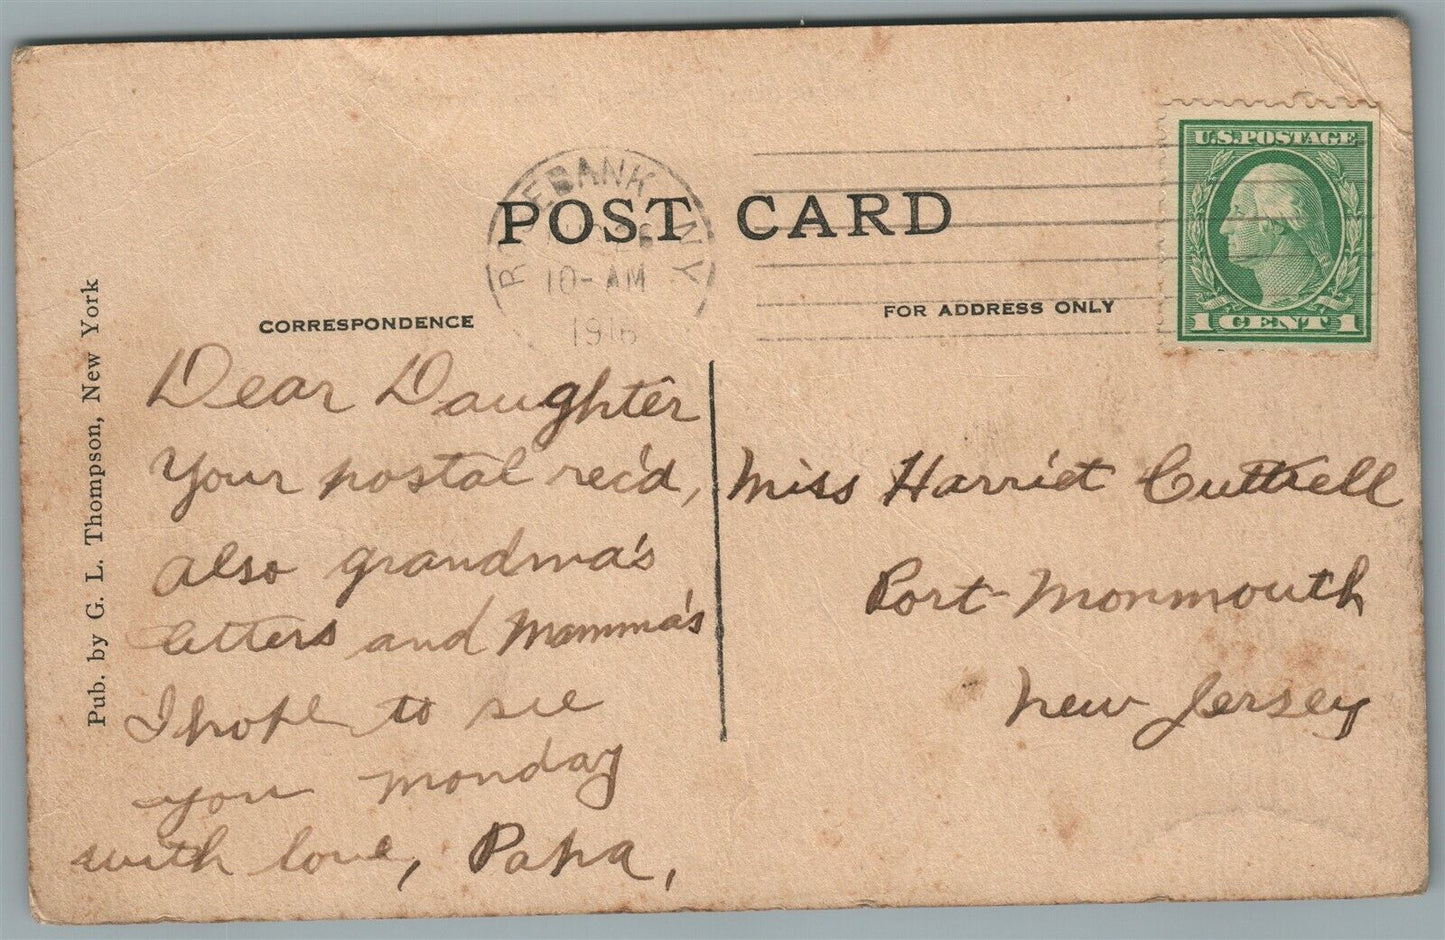 POST CARD
U.S. POSTAGE
1 CENT 1
EBANK N Y
10-AM
1916
CORRESPONDENCE
FOR ADDRESS ONLY
Pub. by G. L. Thompson, New York
Dear Daughter
Your postal rec'd,
also grandma's
letters and Mamma's
I hope to see
you monday
with love, Papa,
Miss Harriet
Port-Monmouth
New Jersey